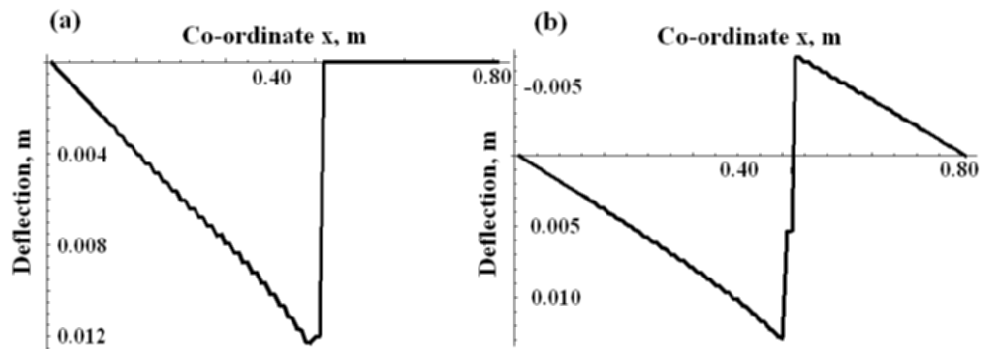 (a)
Co-ordinate x, m
0.40
0.80
Deflection, m
0.004
0.008
0.012
(b)
Co-ordinate x, m
-0.005
0.40
0.80
Deflection, m
0.005
0.010